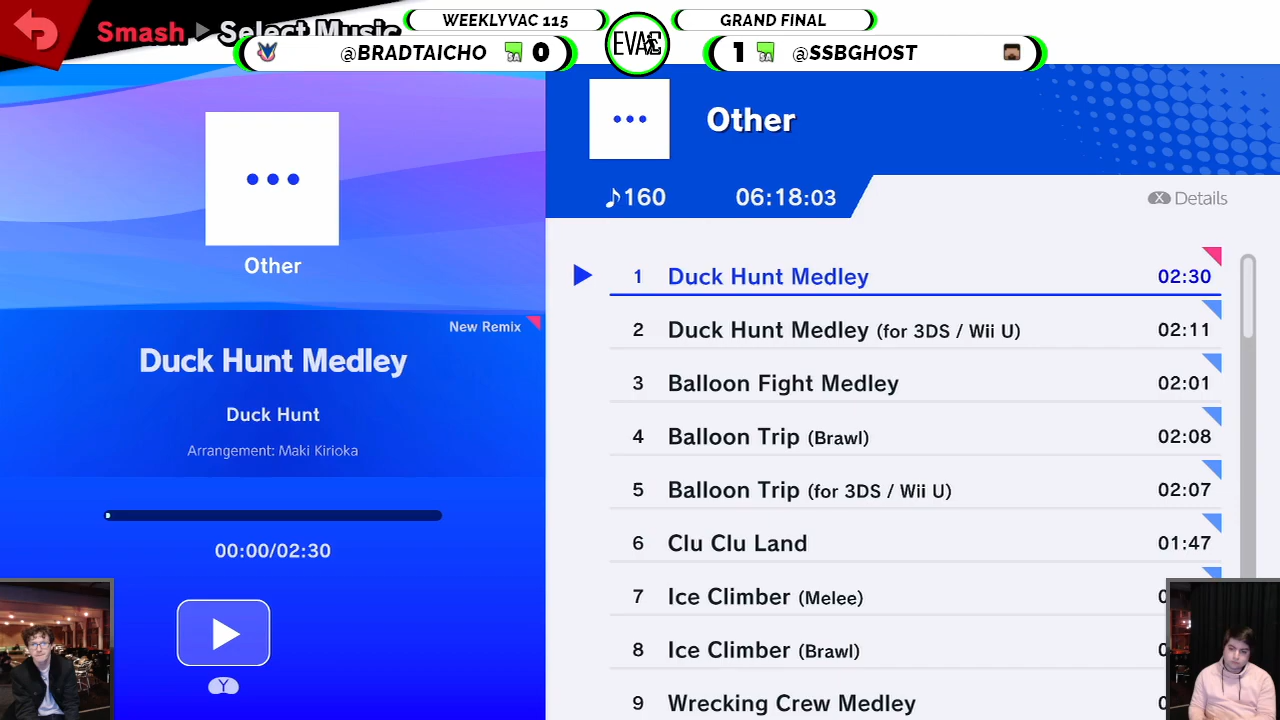 WEEKLYVAC 115
GRAND FINAL
Smash ▶ Select Music
@BRADTAICHO SA 0
EVAC
1 SA @SSBGHOST
Other
Other
♪160 06:18:03
X Details
New Remix
Duck Hunt Medley
Duck Hunt
Arrangement: Maki Kirioka
00:00/02:30
Y
1 Duck Hunt Medley 02:30
2 Duck Hunt Medley (for 3DS / Wii U) 02:11
3 Balloon Fight Medley 02:01
4 Balloon Trip (Brawl) 02:08
5 Balloon Trip (for 3DS / Wii U) 02:07
6 Clu Clu Land 01:47
7 Ice Climber (Melee)
8 Ice Climber (Brawl)
9 Wrecking Crew Medley